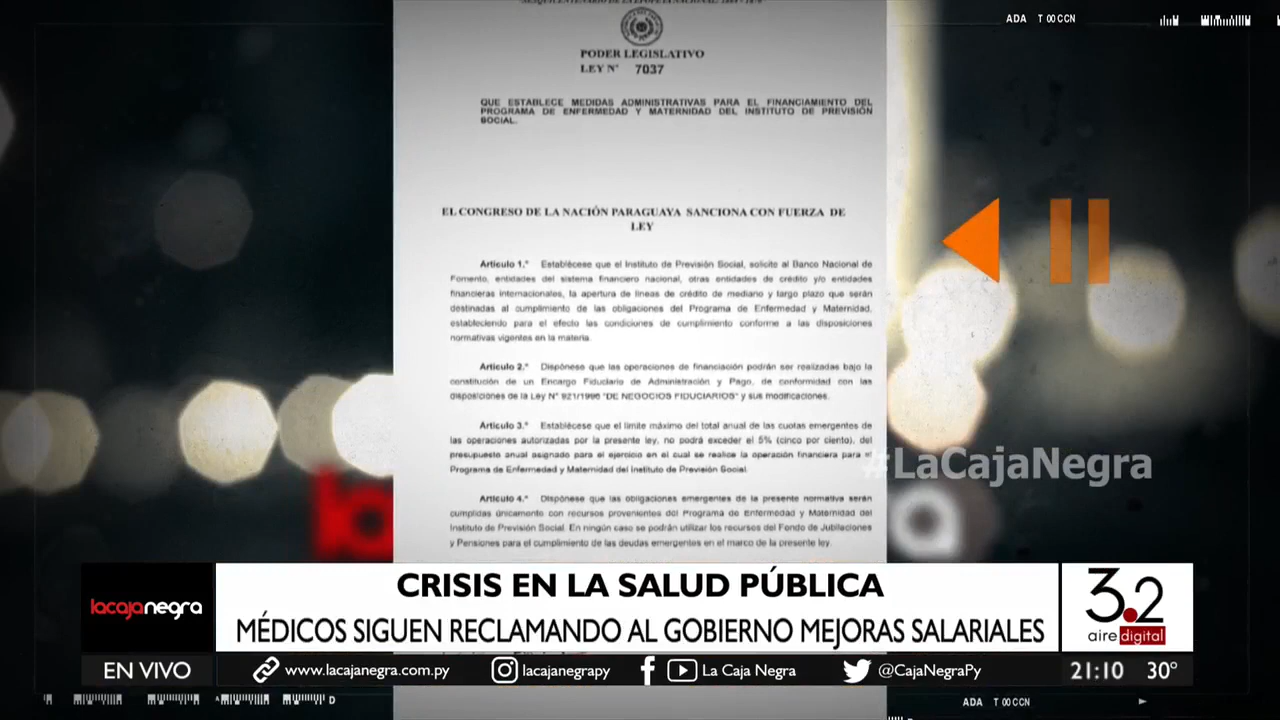 ADA T 00 CCN
SESQUICENTENARIO DE LA EPOPEYA NACIONAL: 1864 - 1870
PODER LEGISLATIVO
LEY N° 7037
QUE ESTABLECE MEDIDAS ADMINISTRATIVAS PARA EL FINANCIAMIENTO DEL
PROGRAMA DE ENFERMEDAD Y MATERNIDAD DEL INSTITUTO DE PREVISIÓN
SOCIAL.
EL CONGRESO DE LA NACIÓN PARAGUAYA SANCIONA CON FUERZA DE
LEY
Artículo 1.° Establécese que el Instituto de Previsión Social, solicite al Banco Nacional de
Fomento, entidades del sistema financiero nacional, otras entidades de crédito y/o entidades
financieras internacionales, la apertura de líneas de crédito de mediano y largo plazo que serán
destinadas al cumplimiento de las obligaciones del Programa de Enfermedad y Maternidad,
estableciendo para el efecto las condiciones de cumplimiento conforme a las disposiciones
normativas vigentes en la materia.
Artículo 2.° Dispónese que las operaciones de financiación podrán ser realizadas bajo la
constitución de un Encargo Fiduciario de Administración y Pago, de conformidad con las
disposiciones de la Ley N° 921/1996 "DE NEGOCIOS FIDUCIARIOS" y sus modificaciones.
Artículo 3.° Establécese que el límite máximo del total anual de las cuotas emergentes de
las operaciones autorizadas por la presente ley, no podrá exceder el 5% (cinco por ciento), del
presupuesto anual asignado para el ejercicio en el cual se realice la operación financiera para el
Programa de Enfermedad y Maternidad del Instituto de Previsión Social.
#LaCajaNegra
Artículo 4.° Dispónese que las obligaciones emergentes de la presente normativa serán
cumplidas únicamente con recursos provenientes del Programa de Enfermedad y Maternidad del
Instituto de Previsión Social. En ningún caso se podrán utilizar los recursos del Fondo de Jubilaciones
y Pensiones para el cumplimiento de las deudas emergentes en el marco de la presente ley.
lacajanegra
CRISIS EN LA SALUD PÚBLICA
MÉDICOS SIGUEN RECLAMANDO AL GOBIERNO MEJORAS SALARIALES
3.2
aire digital
EN VIVO
www.lacajanegra.com.py
lacajanegrapy
La Caja Negra
@CajaNegraPy
21:10 30°
ADA T 00 CCN